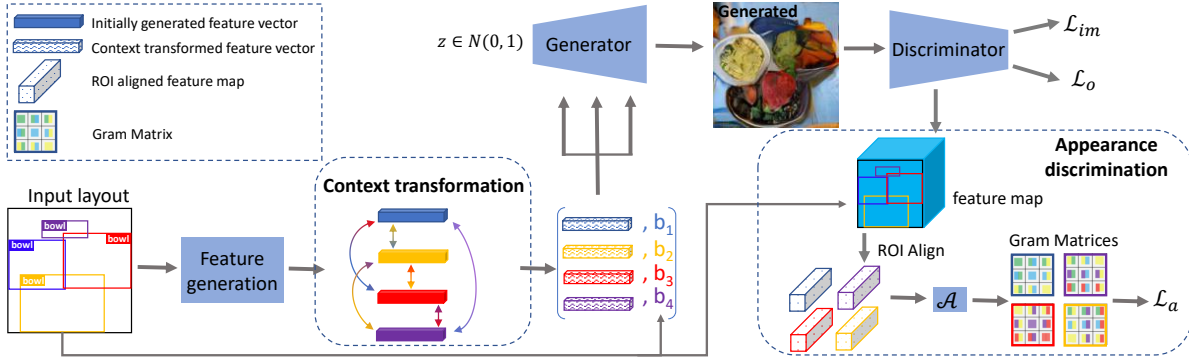 Initially generated feature vector
Context transformed feature vector
ROI aligned feature map
Gram Matrix
z ∈ N(0, 1)
Generator
Generated
Discriminator
ℒim
ℒo
Input layout
bowl
bowl
bowl
bowl
Feature
generation
Context transformation
, b1
, b2
, b3
, b4
Appearance
discrimination
feature map
ROI Align
𝒜
Gram Matrices
ℒa